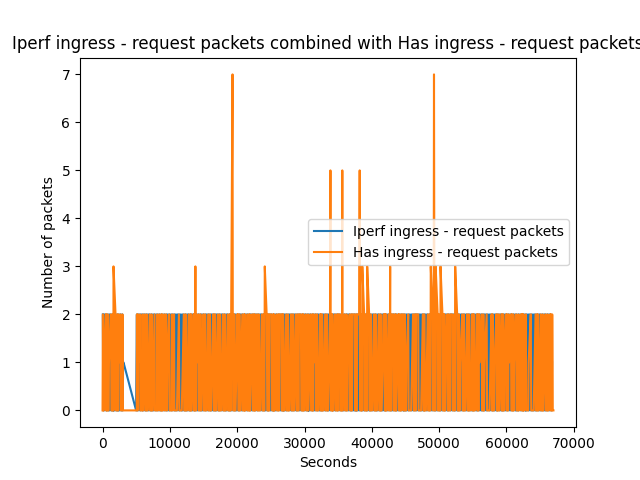 Iperf ingress - request packets combined with Has ingress - request packets
7
6
5
4
3
2
1
0
Number of packets
Iperf ingress - request packets
Has ingress - request packets
0 10000 20000 30000 40000 50000 60000 70000
Seconds